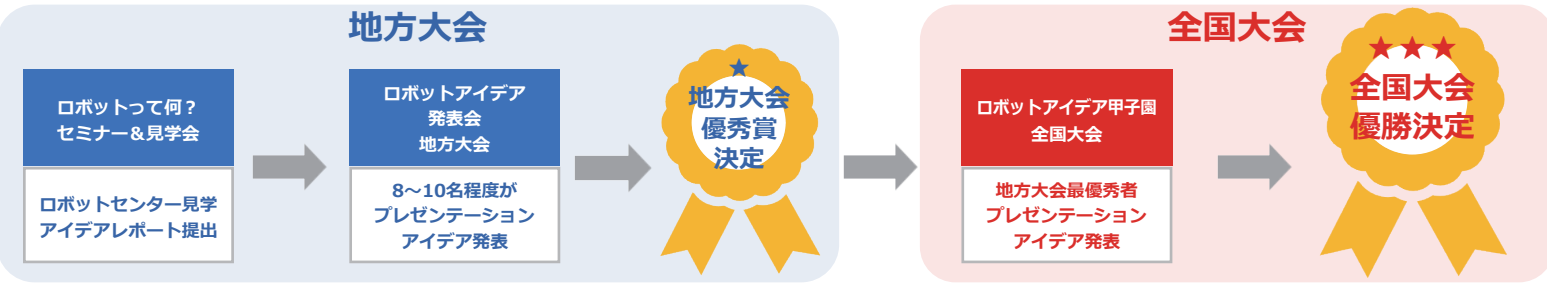 地方大会
ロボットって何？
セミナー＆見学会
ロボットセンター見学
アイデアレポート提出
ロボットアイデア
発表会
地方大会
8～10名程度が
プレゼンテーション
アイデア発表
地方大会
優秀賞
決定
全国大会
ロボットアイデア甲子園
全国大会
地方大会最優秀者
プレゼンテーション
アイデア発表
全国大会
優勝決定